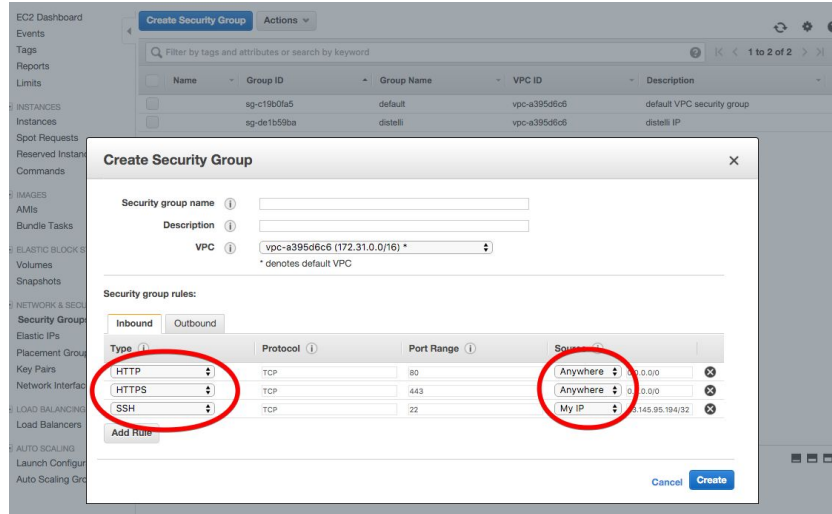 EC2 Dashboard
Events
Tags
Reports
Limits
INSTANCES
Instances
Spot Requests
Reserved Instanc
Commands
IMAGES
AMIs
Bundle Tasks
ELASTIC BLOCK S
Volumes
Snapshots
NETWORK & SECU
Security Groups
Elastic IPs
Placement Group
Key Pairs
Network Interfac
LOAD BALANCING
Load Balancers
AUTO SCALING
Launch Configur
Auto Scaling Gro
Create Security Group Actions
Filter by tags and attributes or search by keyword 1 to 2 of 2
Name Group ID Group Name VPC ID Description
sg-c19b0fa5 default vpc-a395d6c6 default VPC security group
sg-de1b59ba distelli vpc-a395d6c6 distelli IP
Create Security Group
Security group name
Description
VPC vpc-a395d6c6 (172.31.0.0/16) *
* denotes default VPC
Security group rules:
Inbound Outbound
Type Protocol Port Range Source
HTTP TCP 80 Anywhere 0.0.0.0/0
HTTPS TCP 443 Anywhere 0.0.0.0/0
SSH TCP 22 My IP
Add Rule
Cancel Create